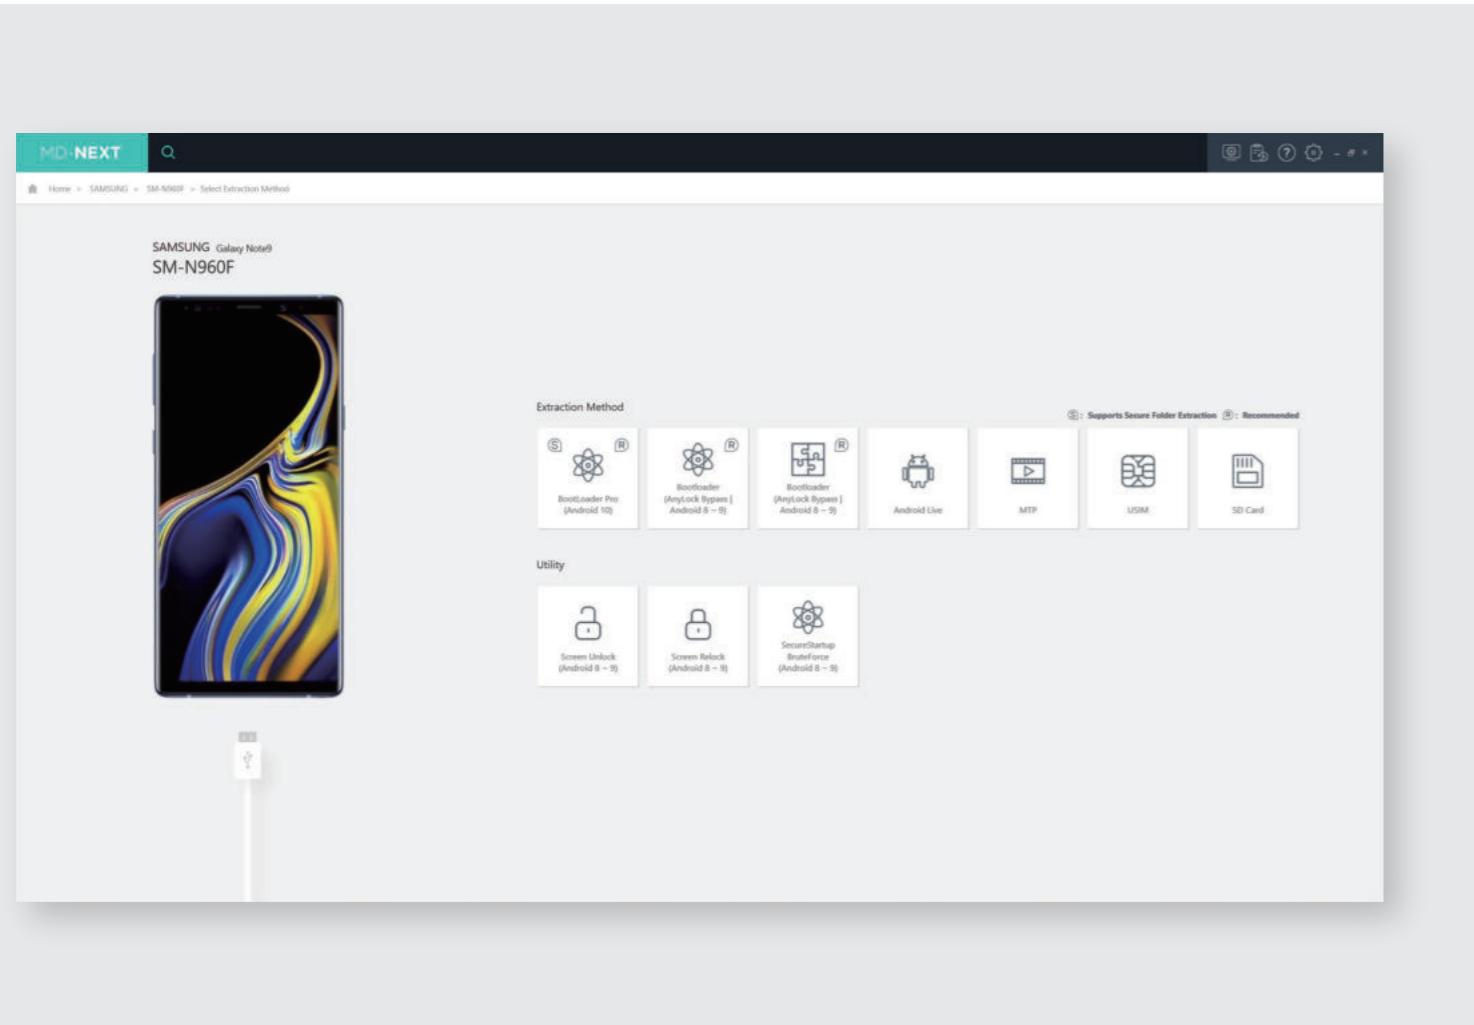 MD-NEXT
Home > SAMSUNG > SM-N960F > Select Extraction Method
SAMSUNG Galaxy Note9
SM-N960F
Extraction Method
Ⓢ: Supports Secure Folder Extraction Ⓡ: Recommended
S R
BootLoader Pro
(Android 10)
R
Bootloader
(AnyLock Bypass |
Android 8 ~ 9)
R
Bootloader
(AnyLock Bypass |
Android 8 ~ 9)
Android Live
MTP
USIM
SD Card
Utility
Screen Unlock
(Android 8 ~ 9)
Screen Relock
(Android 8 ~ 9)
SecureStartup
BruteForce
(Android 8 ~ 9)